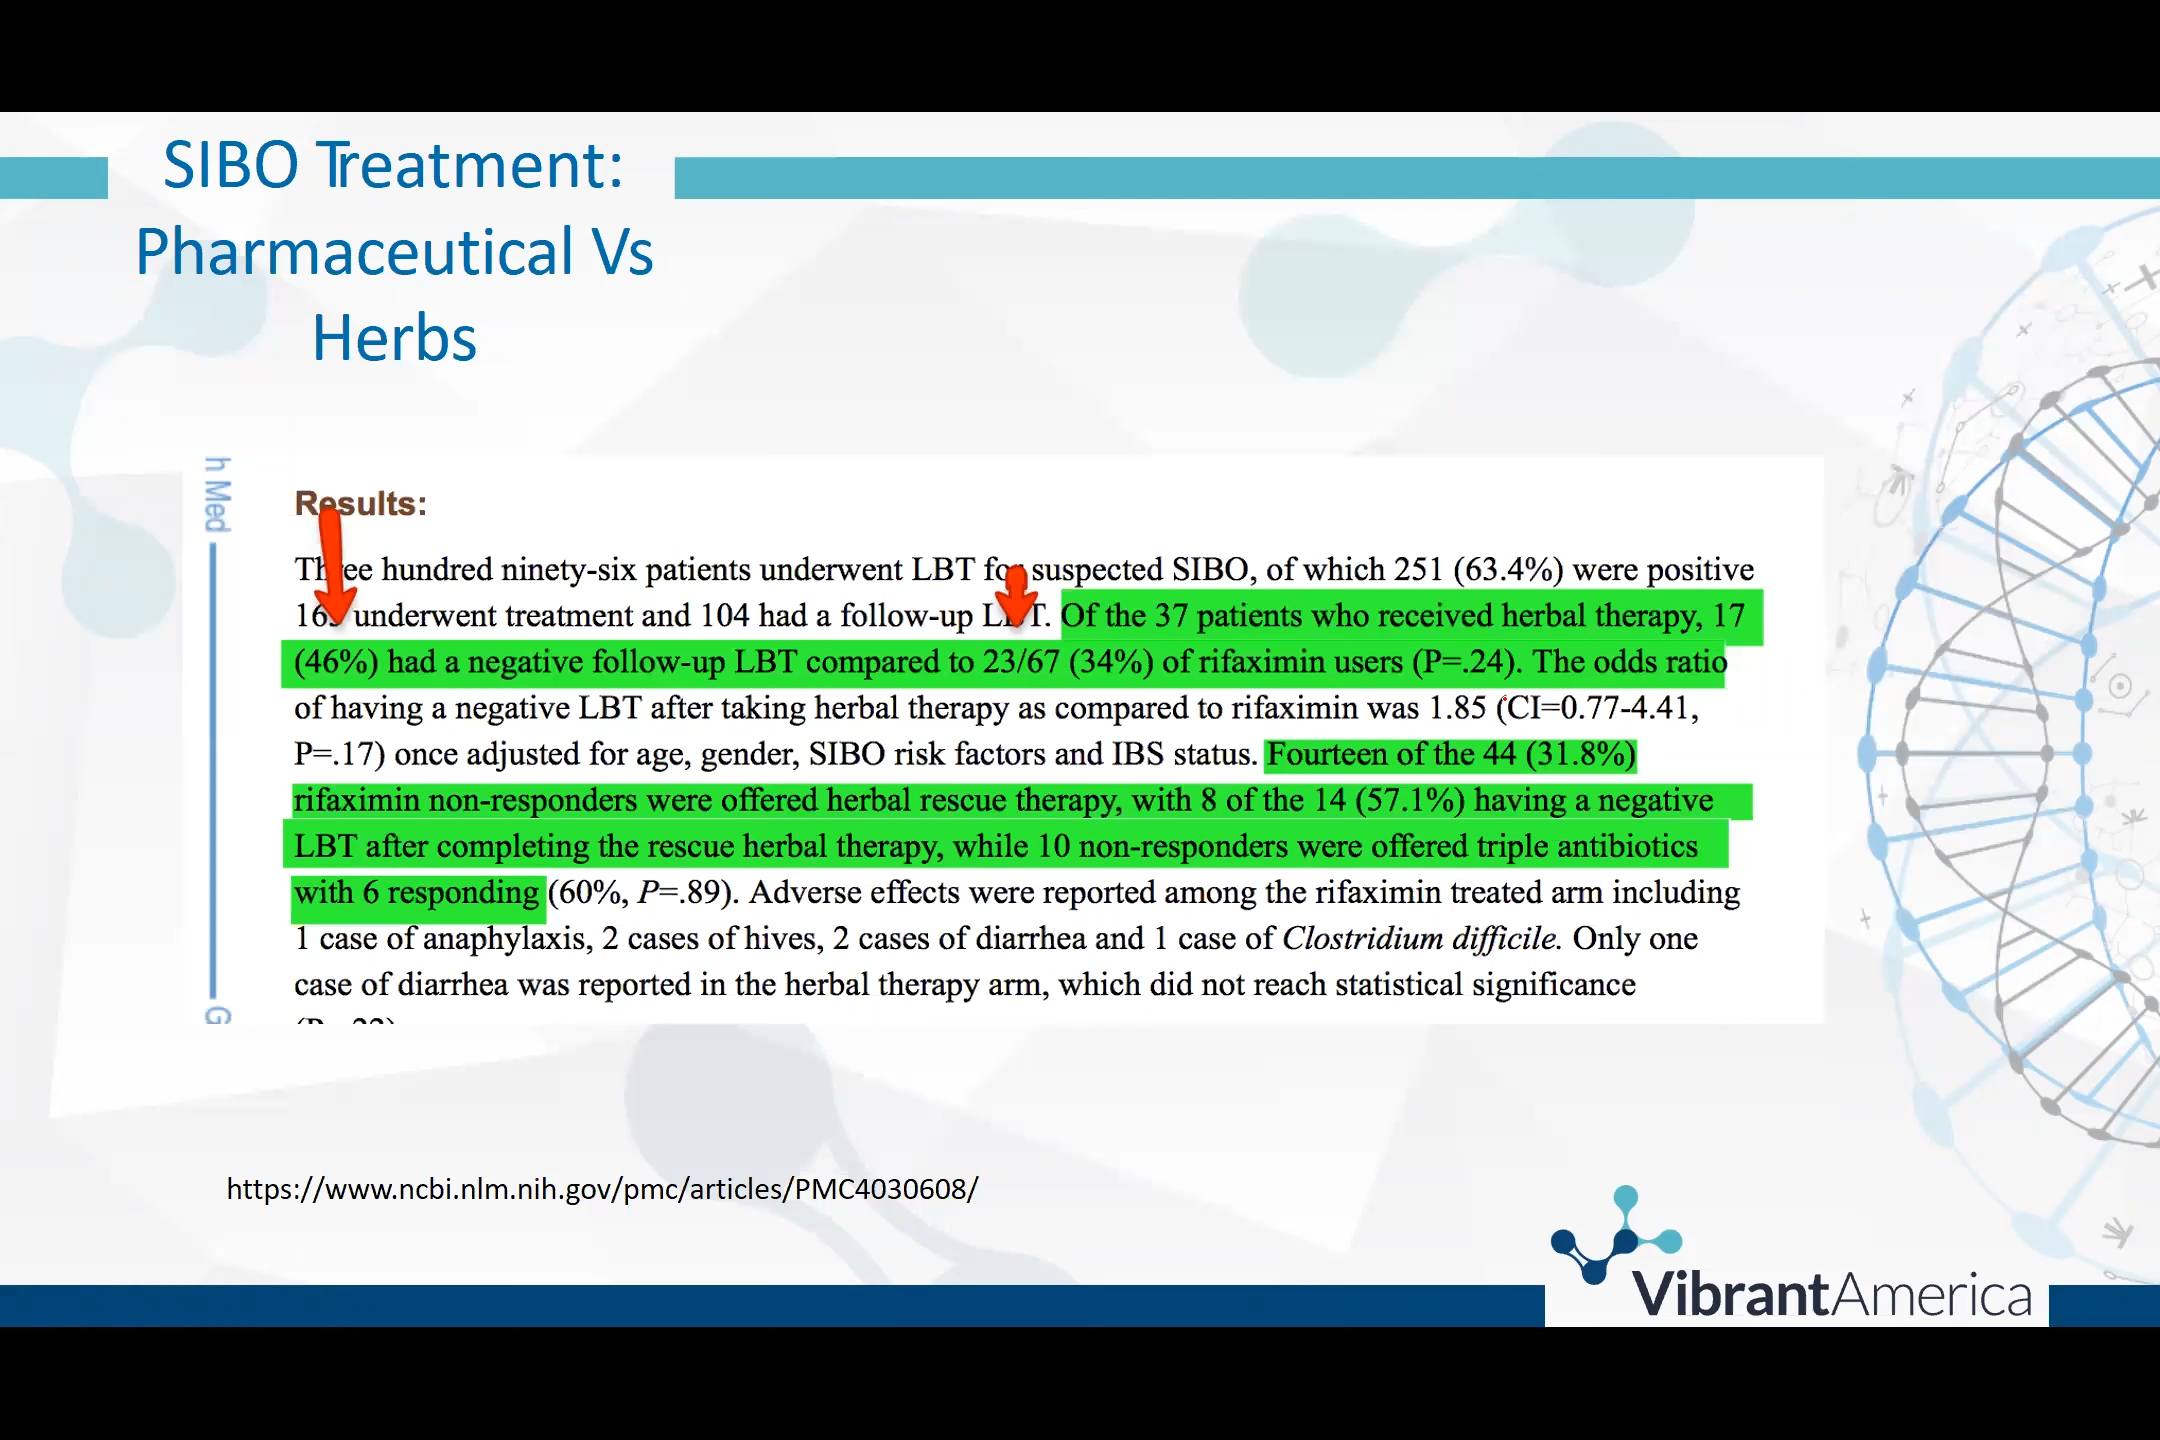 SIBO Treatment:
Pharmaceutical Vs
Herbs
h Med
G
Results:
Three hundred ninety-six patients underwent LBT for suspected SIBO, of which 251 (63.4%) were positive
underwent treatment and 104 had a follow-up LBT. Of the 37 patients who received herbal therapy, 17
(46%) had a negative follow-up LBT compared to 23/67 (34%) of rifaximin users (P=.24). The odds ratio
of having a negative LBT after taking herbal therapy as compared to rifaximin was 1.85 (CI=0.77-4.41,
P=.17) once adjusted for age, gender, SIBO risk factors and IBS status. Fourteen of the 44 (31.8%)
rifaximin non-responders were offered herbal rescue therapy, with 8 of the 14 (57.1%) having a negative
LBT after completing the rescue herbal therapy, while 10 non-responders were offered triple antibiotics
with 6 responding (60%, P=.89). Adverse effects were reported among the rifaximin treated arm including
1 case of anaphylaxis, 2 cases of hives, 2 cases of diarrhea and 1 case of Clostridium difficile. Only one
case of diarrhea was reported in the herbal therapy arm, which did not reach statistical significance
https://www.ncbi.nlm.nih.gov/pmc/articles/PMC4030608/
VibrantAmerica